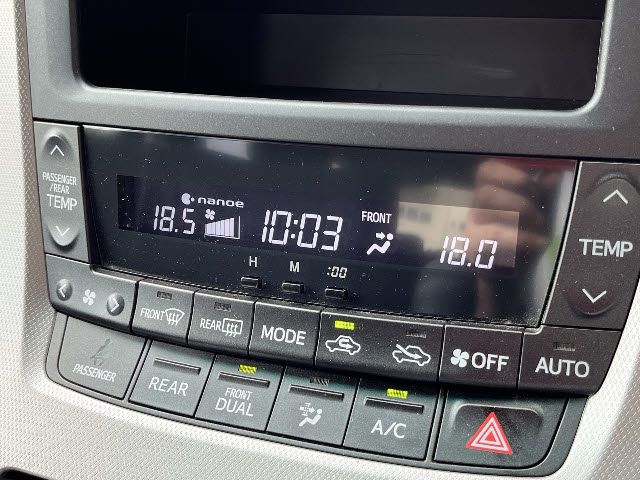 PASSENGER
/REAR
TEMP
nanoe
18.5
10:03
FRONT
18.0
TEMP
H
M
:00
FRONT
REAR
MODE
OFF
AUTO
PASSENGER
REAR
FRONT
DUAL
A/C